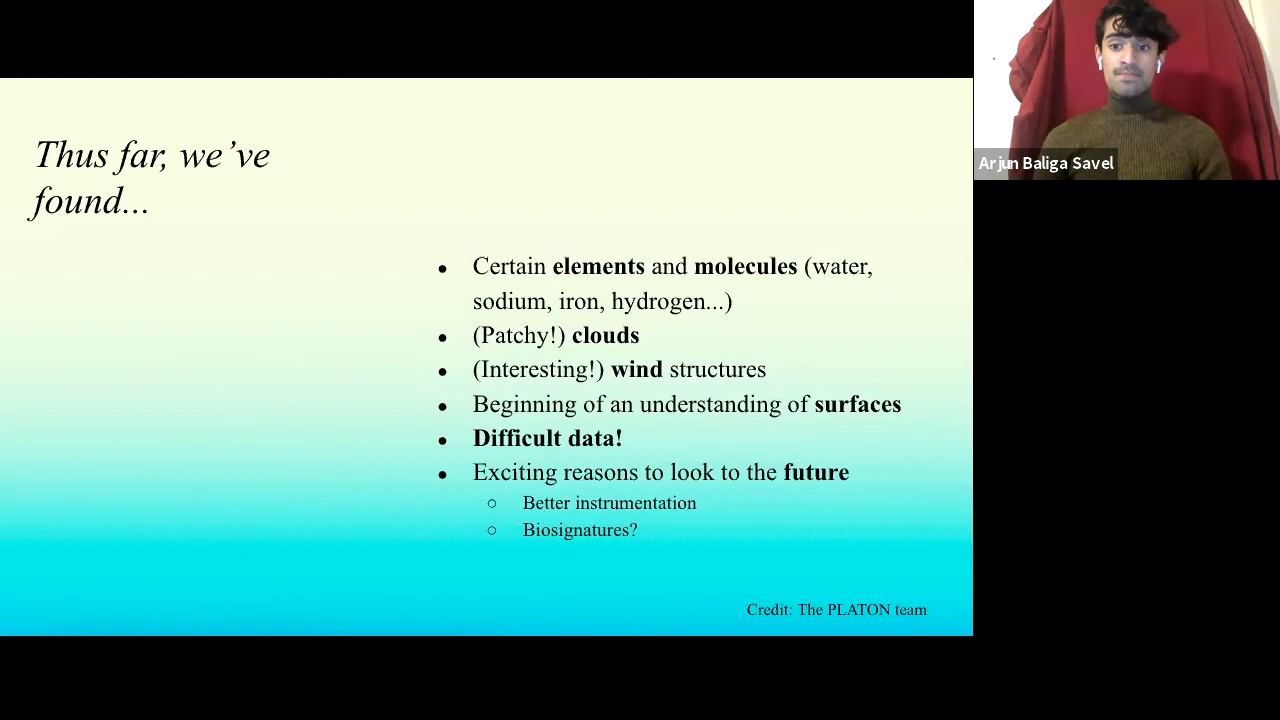 Thus far, we’ve
found...
● Certain elements and molecules (water,
sodium, iron, hydrogen...)
● (Patchy!) clouds
● (Interesting!) wind structures
● Beginning of an understanding of surfaces
● Difficult data!
● Exciting reasons to look to the future
○ Better instrumentation
○ Biosignatures?
Credit: The PLATON team
Arjun Baliga Savel